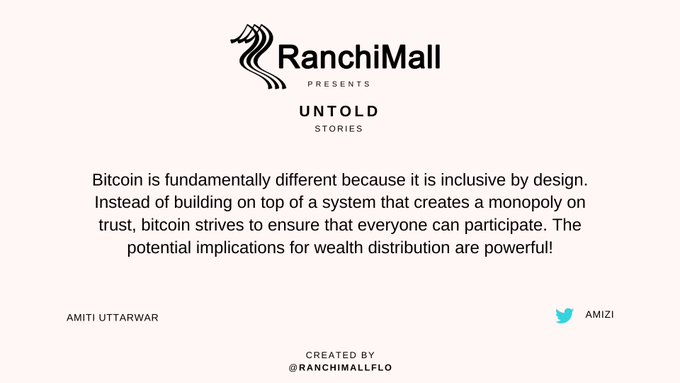 RanchiMall
PRESENTS
UNTOLD
STORIES
Bitcoin is fundamentally different because it is inclusive by design.
Instead of building on top of a system that creates a monopoly on
trust, bitcoin strives to ensure that everyone can participate. The
potential implications for wealth distribution are powerful!
AMITI UTTARWAR
AMIZI
CREATED BY
@RANCHIMALLFLO